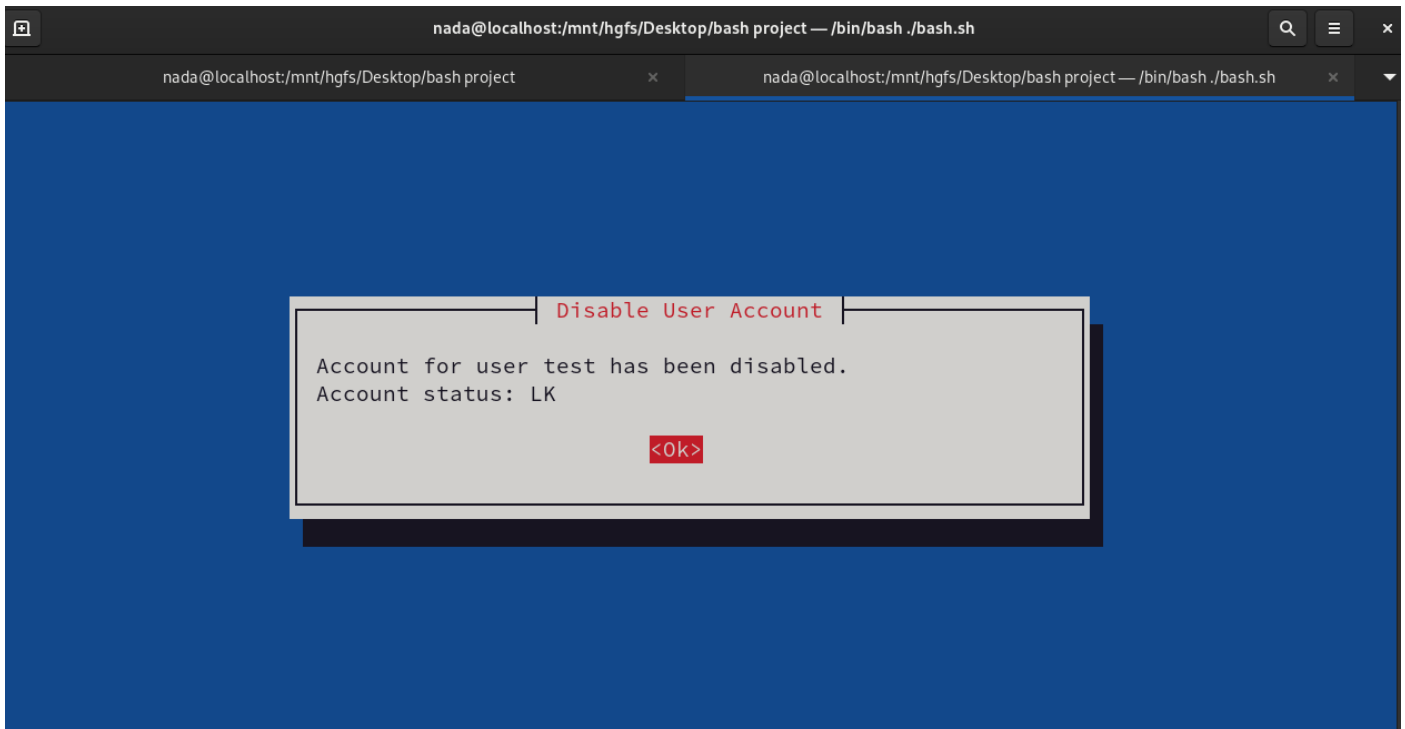 nada@localhost:/mnt/hgfs/Desktop/bash project — /bin/bash ./bash.sh
nada@localhost:/mnt/hgfs/Desktop/bash project
nada@localhost:/mnt/hgfs/Desktop/bash project — /bin/bash ./bash.sh
Disable User Account
Account for user test has been disabled.
Account status: LK
<Ok>